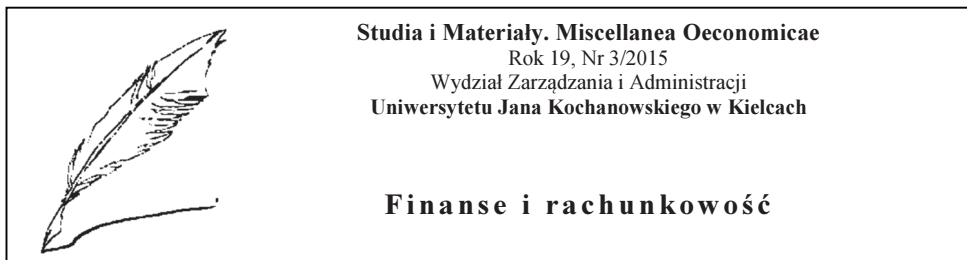 Studia i Materiały. Miscellanea Oeconomicae
Rok 19, Nr 3/2015
Wydział Zarządzania i Administracji
Uniwersytetu Jana Kochanowskiego w Kielcach
Finanse i rachunkowość